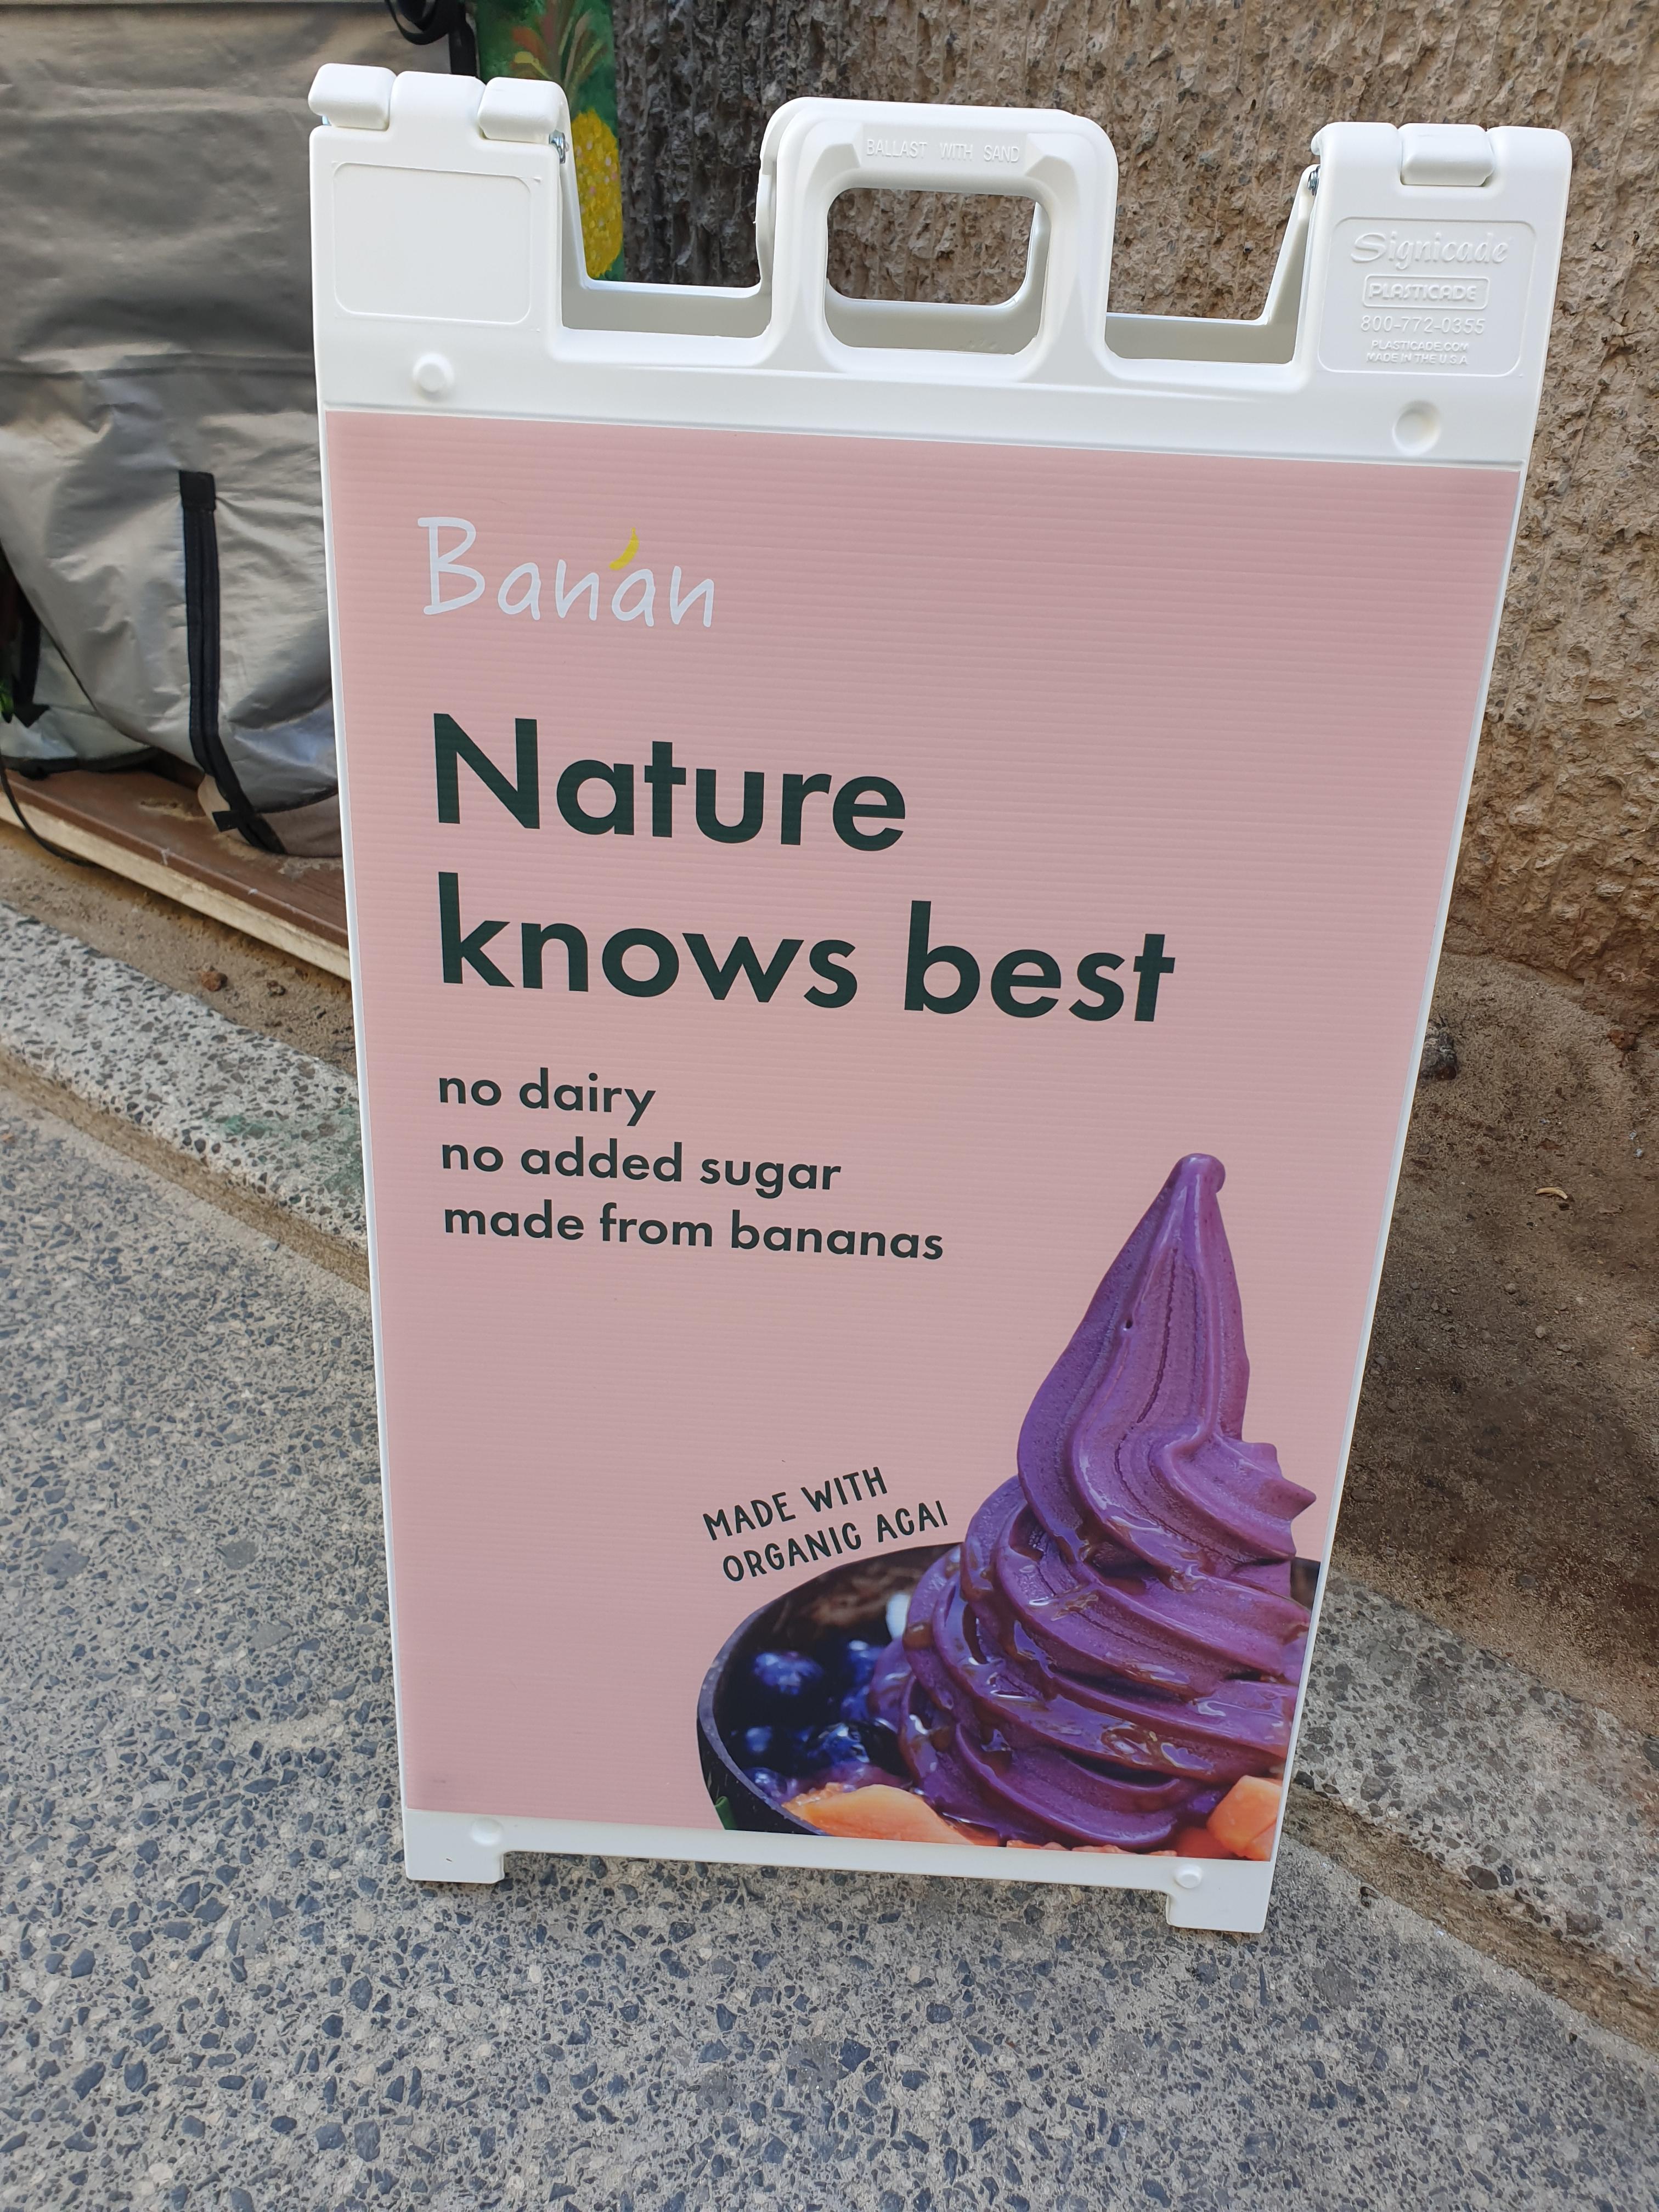 BALLAST WITH SAND
Signicade
PLASTICADE
800-772-0355
PLASTICADE.COM
MADE IN THE U.S.A
Banán
Nature
knows best
no dairy
no added sugar
made from bananas
MADE WITH
ORGANIC ACAI